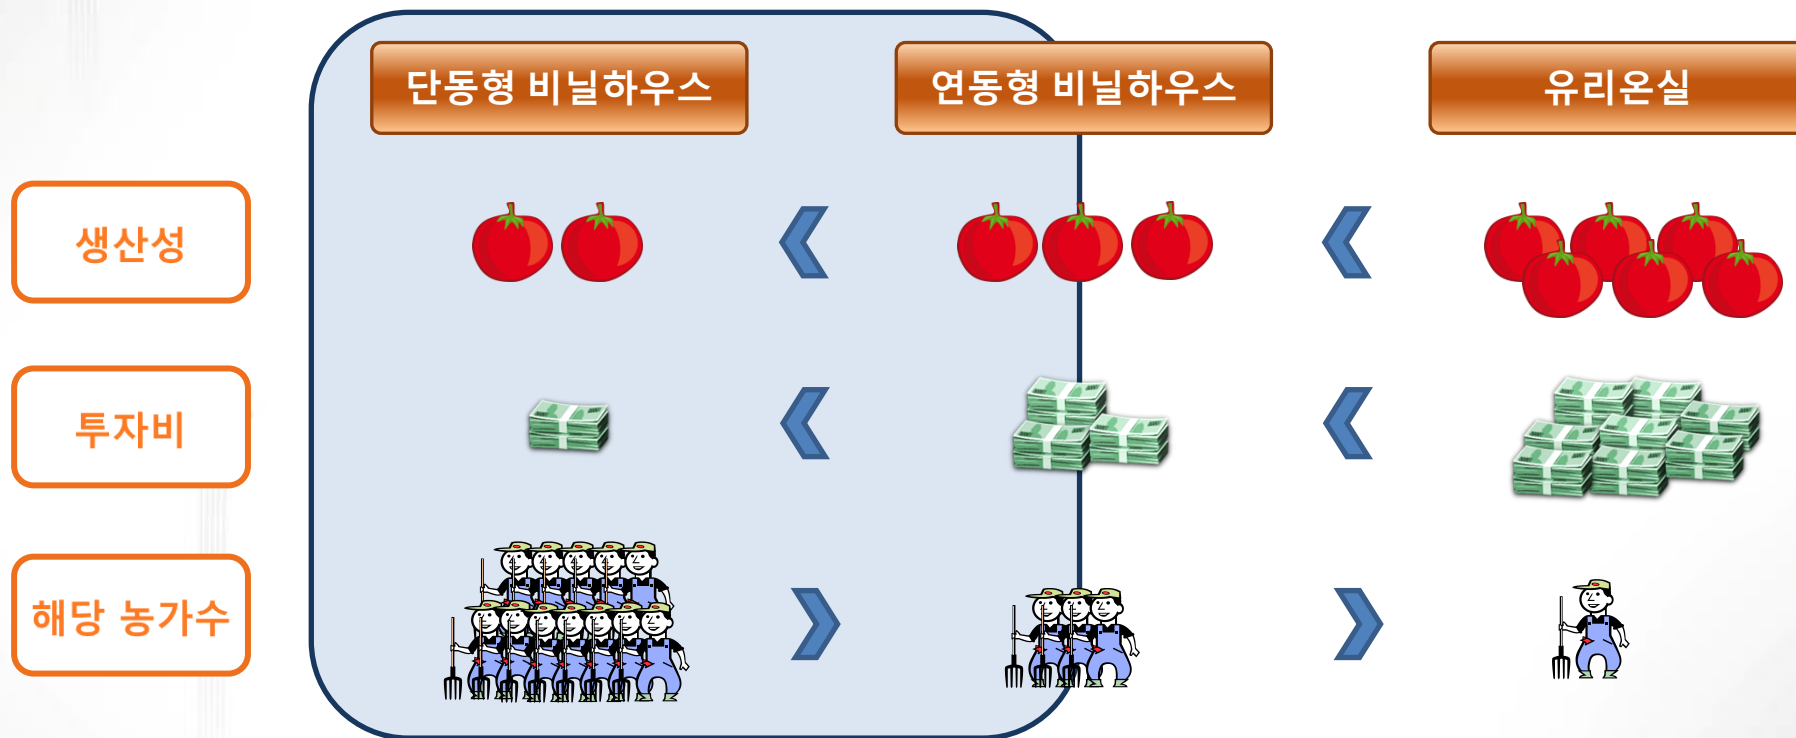 단동형 비닐하우스
연동형 비닐하우스
유리온실
생산성
투자비
해당 농가수